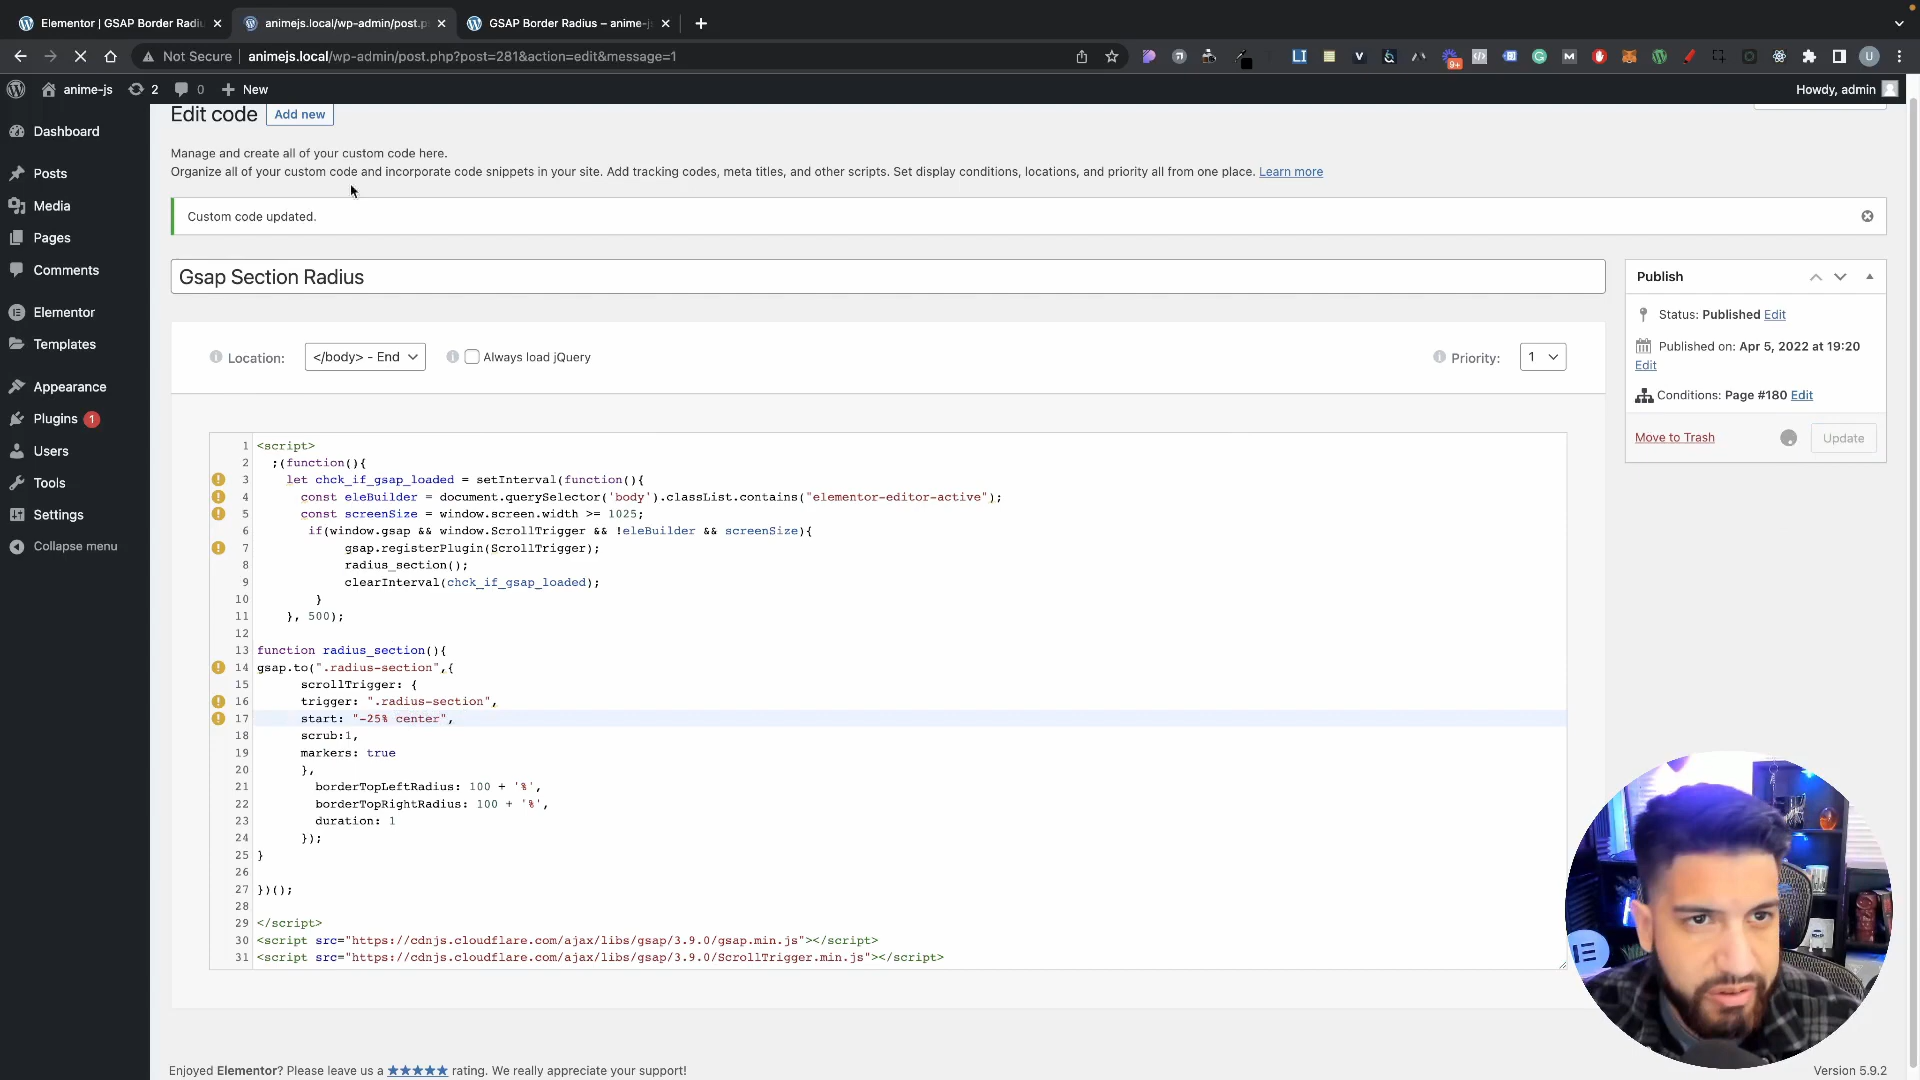 Elementor | GSAP Border Radiu
animejs.local/wp-admin/post.p
GSAP Border Radius – anime-j
Not Secure
animejs.local/wp-admin/post.php?post=281&action=edit&message=1
9+
anime-js
2
0
New
Howdy, admin
Dashboard
Posts
Media
Pages
Comments
Elementor
Templates
Appearance
Plugins 1
Users
Tools
Settings
Collapse menu
Edit code
Add new
Manage and create all of your custom code here.
Organize all of your custom code and incorporate code snippets in your site. Add tracking codes, meta titles, and other scripts. Set display conditions, locations, and priority all from one place. Learn more
Custom code updated.
Gsap Section Radius
Location:
</body> - End
Always load jQuery
Priority:
1
1 <script>
2 ;(function(){
3 let chck_if_gsap_loaded = setInterval(function(){
4 const eleBuilder = document.querySelector('body').classList.contains("elementor-editor-active");
5 const screenSize = window.screen.width >= 1025;
6 if(window.gsap && window.ScrollTrigger && !eleBuilder && screenSize){
7 gsap.registerPlugin(ScrollTrigger);
8 radius_section();
9 clearInterval(chck_if_gsap_loaded);
10 }
11 }, 500);
12
13 function radius_section(){
14 gsap.to(".radius-section",{
15 scrollTrigger: {
16 trigger: ".radius-section",
17 start: "-25% center",
18 scrub:1,
19 markers: true
20 },
21 borderTopLeftRadius: 100 + '%',
22 borderTopRightRadius: 100 + '%',
23 duration: 1
24 });
25 }
26
27 })();
28
29 </script>
30 <script src="https://cdnjs.cloudflare.com/ajax/libs/gsap/3.9.0/gsap.min.js"></script>
31 <script src="https://cdnjs.cloudflare.com/ajax/libs/gsap/3.9.0/ScrollTrigger.min.js"></script>
Publish
Status: Published Edit
Published on: Apr 5, 2022 at 19:20
Edit
Conditions: Page #180 Edit
Move to Trash
Update
Enjoyed Elementor? Please leave us a ★★★★★ rating. We really appreciate your support!
Version 5.9.2